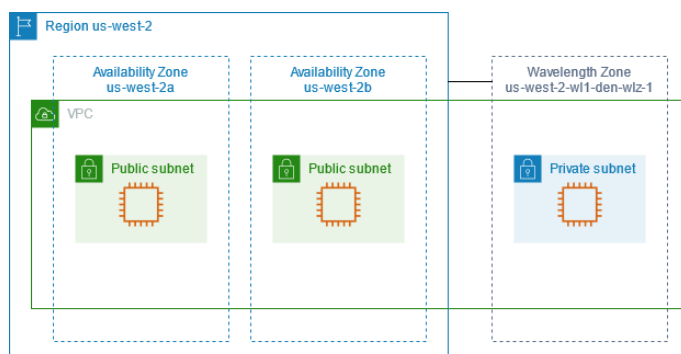 Region us-west-2
Availability Zone
us-west-2a
Availability Zone
us-west-2b
Wavelength Zone
us-west-2-wl1-den-wlz-1
VPC
Public subnet
Public subnet
Private subnet